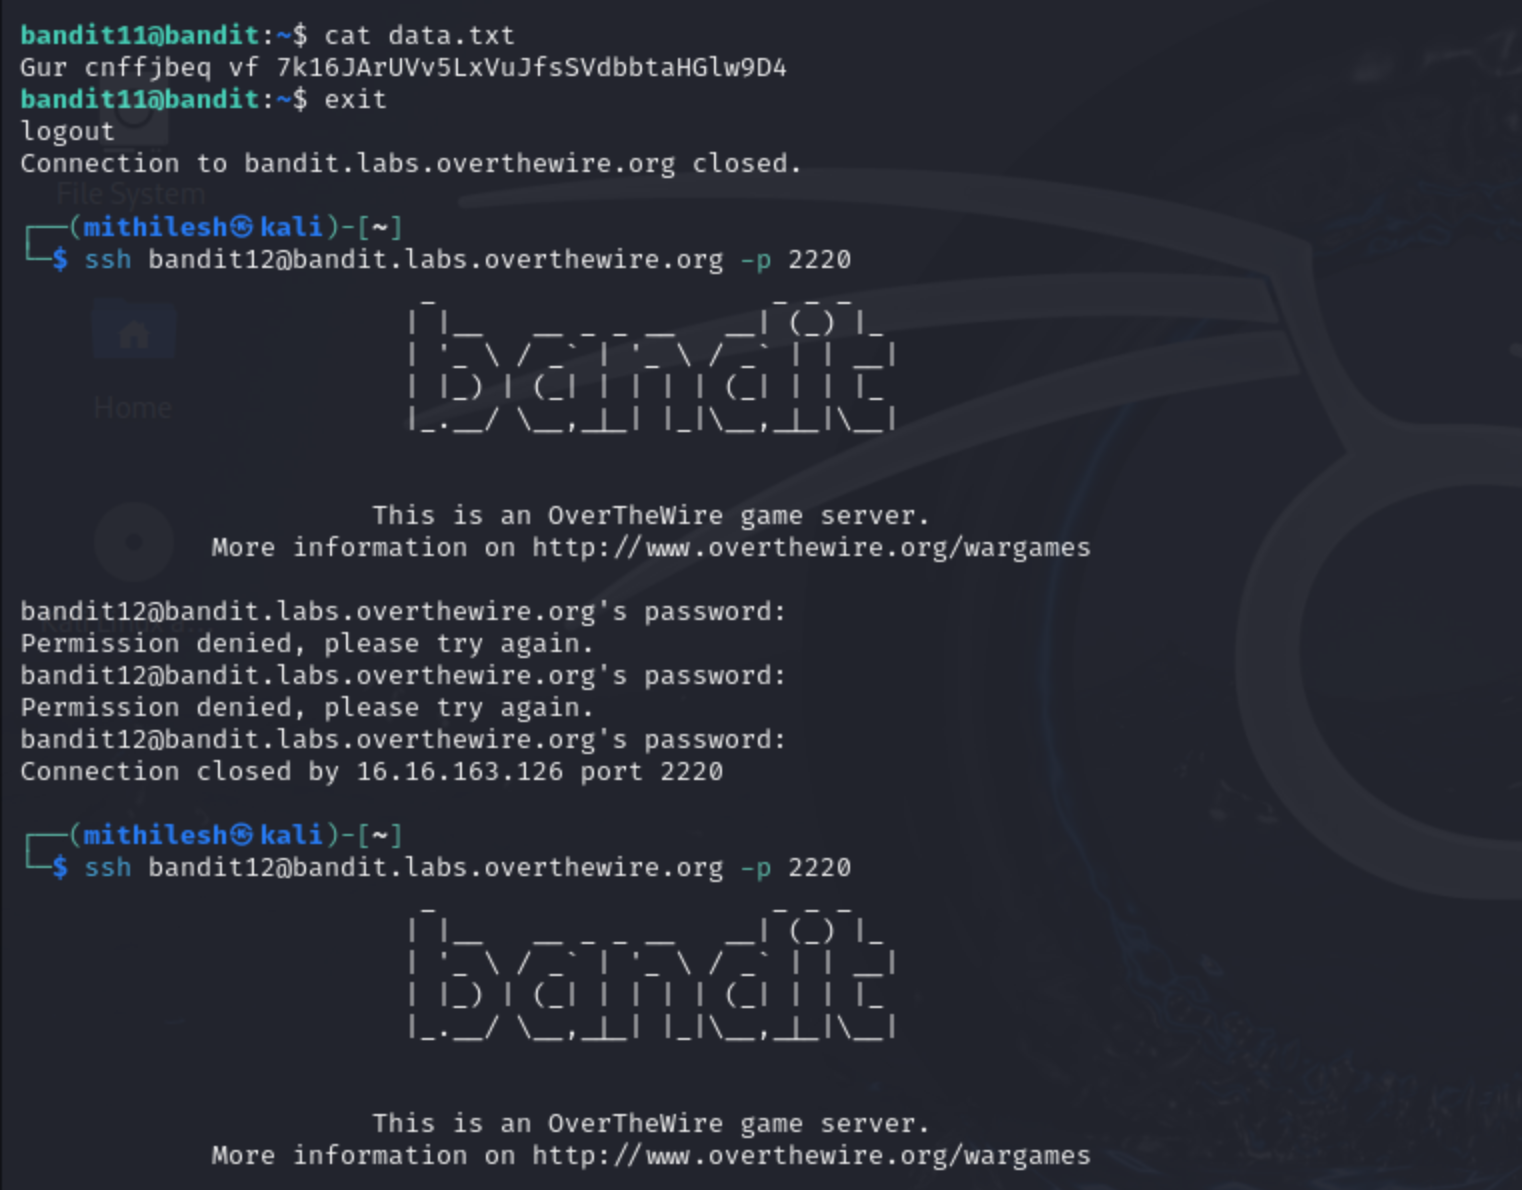 bandit11@bandit:~$ cat data.txt
Gur cnffjbeq vf 7k16JArUVv5LxVuJfsSVdbbtaHGlw9D4
bandit11@bandit:~$ exit
logout
Connection to bandit.labs.overthewire.org closed.
File System
┌──(mithilesh㉿kali)-[~]
└─$ ssh bandit12@bandit.labs.overthewire.org -p 2220
bandit
Home
This is an OverTheWire game server.
More information on http://www.overthewire.org/wargames
bandit12@bandit.labs.overthewire.org's password:
Permission denied, please try again.
bandit12@bandit.labs.overthewire.org's password:
Permission denied, please try again.
bandit12@bandit.labs.overthewire.org's password:
Connection closed by 16.16.163.126 port 2220
┌──(mithilesh㉿kali)-[~]
└─$ ssh bandit12@bandit.labs.overthewire.org -p 2220
bandit
This is an OverTheWire game server.
More information on http://www.overthewire.org/wargames